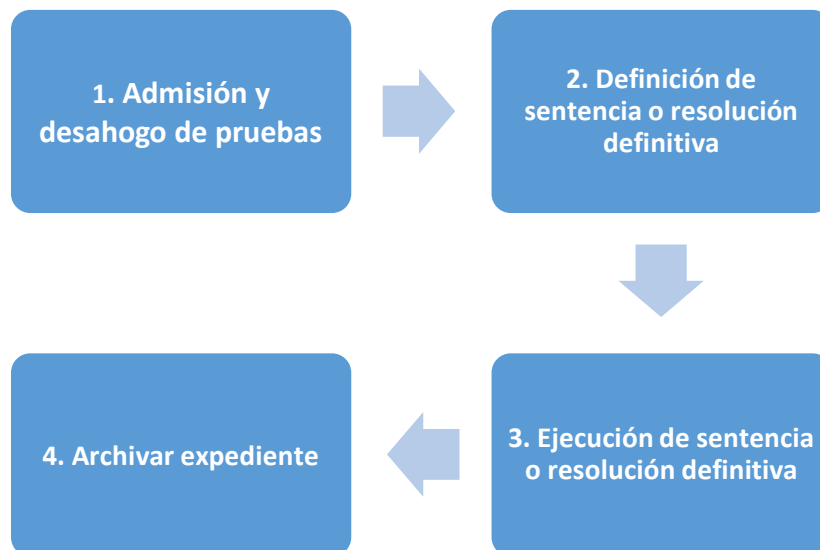 1. Admisión y
desahogo de pruebas
2. Definición de
sentencia o resolución
definitiva
3. Ejecución de sentencia
o resolución definitiva
4. Archivar expediente